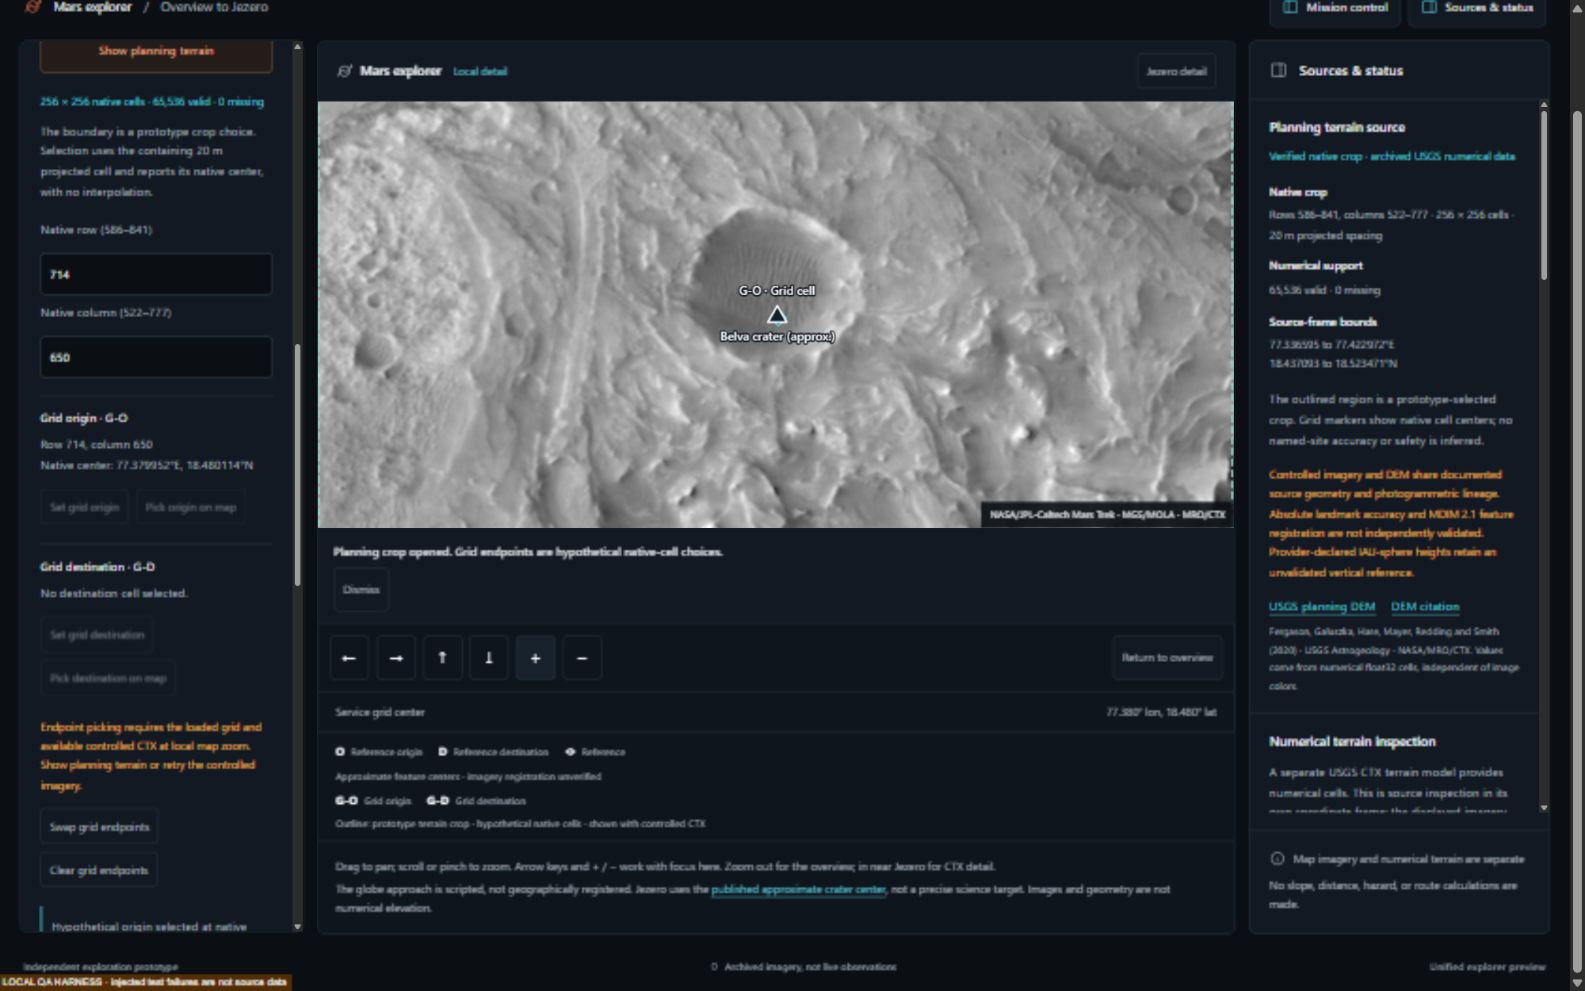 Mars explorer / Overview to Jezero
Mission control
Sources & status
Show planning terrain
256 × 256 native cells · 65,536 valid · 0 missing
The boundary is a prototype crop choice.
Selection uses the containing 20 m
projected cell and reports its native center,
with no interpolation.
Native row (586–841)
714
Native column (522–777)
650
Grid origin · G-O
Row 714, column 650
Native center: 77.379952°E, 18.480114°N
Set grid origin
Pick origin on map
Grid destination · G-D
No destination cell selected.
Set grid destination
Pick destination on map
Endpoint picking requires the loaded grid and
available controlled CTX at local map zoom.
Show planning terrain or retry the controlled
imagery.
Swap grid endpoints
Clear grid endpoints
Hypothetical origin selected at native
Mars explorer Local detail
Jezero detail
G-O · Grid cell
Belva crater (approx.)
NASA/JPL-Caltech Mars Trek · MGS/MOLA · MRO/CTX
Planning crop opened. Grid endpoints are hypothetical native-cell choices.
Dismiss
← → ↑ ↓ + −
Return to overview
Service grid center
77.380° lon, 18.480° lat
O Reference origin D Reference destination Reference
Approximate feature centers · imagery registration unverified
G-O Grid origin G-D Grid destination
Outline: prototype terrain crop · hypothetical native cells · shown with controlled CTX
Drag to pan; scroll or pinch to zoom. Arrow keys and + / − work with focus here. Zoom out for the overview; in near Jezero for CTX detail.
The globe approach is scripted, not geographically registered. Jezero uses the published approximate crater center, not a precise science target. Images and geometry are not
numerical elevation.
Sources & status
Planning terrain source
Verified native crop · archived USGS numerical data
Native crop
Rows 586–841, columns 522–777 · 256 × 256 cells ·
20 m projected spacing
Numerical support
65,536 valid · 0 missing
Source-frame bounds
77.336595 to 77.422972°E
18.437093 to 18.523471°N
The outlined region is a prototype-selected
crop. Grid markers show native cell centers; no
named-site accuracy or safety is inferred.
Controlled imagery and DEM share documented
source geometry and photogrammetric lineage.
Absolute landmark accuracy and MDIM 2.1 feature
registration are not independently validated.
Provider-declared IAU-sphere heights retain an
unvalidated vertical reference.
USGS planning DEM DEM citation
Fergason, Galuszka, Hare, Mayer, Redding and Smith
(2020) · USGS Astrogeology · NASA/MRO/CTX. Values
come from numerical float32 cells, independent of image
colors.
Numerical terrain inspection
A separate USGS CTX terrain model provides
numerical cells. This is source inspection in its
own coordinate frame; the displayed imagery
Map imagery and numerical terrain are separate
No slope, distance, hazard, or route calculations are
made.
Independent exploration prototype
Archived imagery, not live observations
Unified explorer preview
LOCAL QA HARNESS - injected test failures are not source data